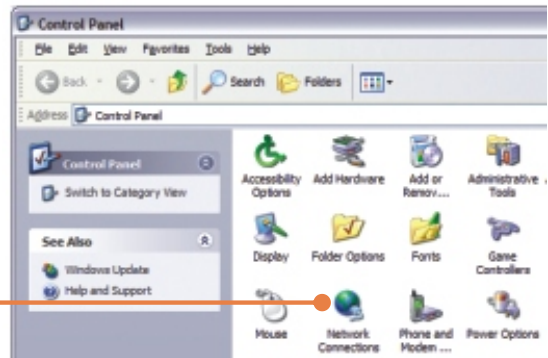 Control Panel
File Edit View Favorites Tools Help
Back Search Folders
Address Control Panel
Control Panel
Switch to Category View
See Also
Windows Update
Help and Support
Accessibility Options Add Hardware Add or Remov... Administrative Tools
Display Folder Options Fonts Game Controllers
Mouse Network Connections Phone and Modem ... Power Options